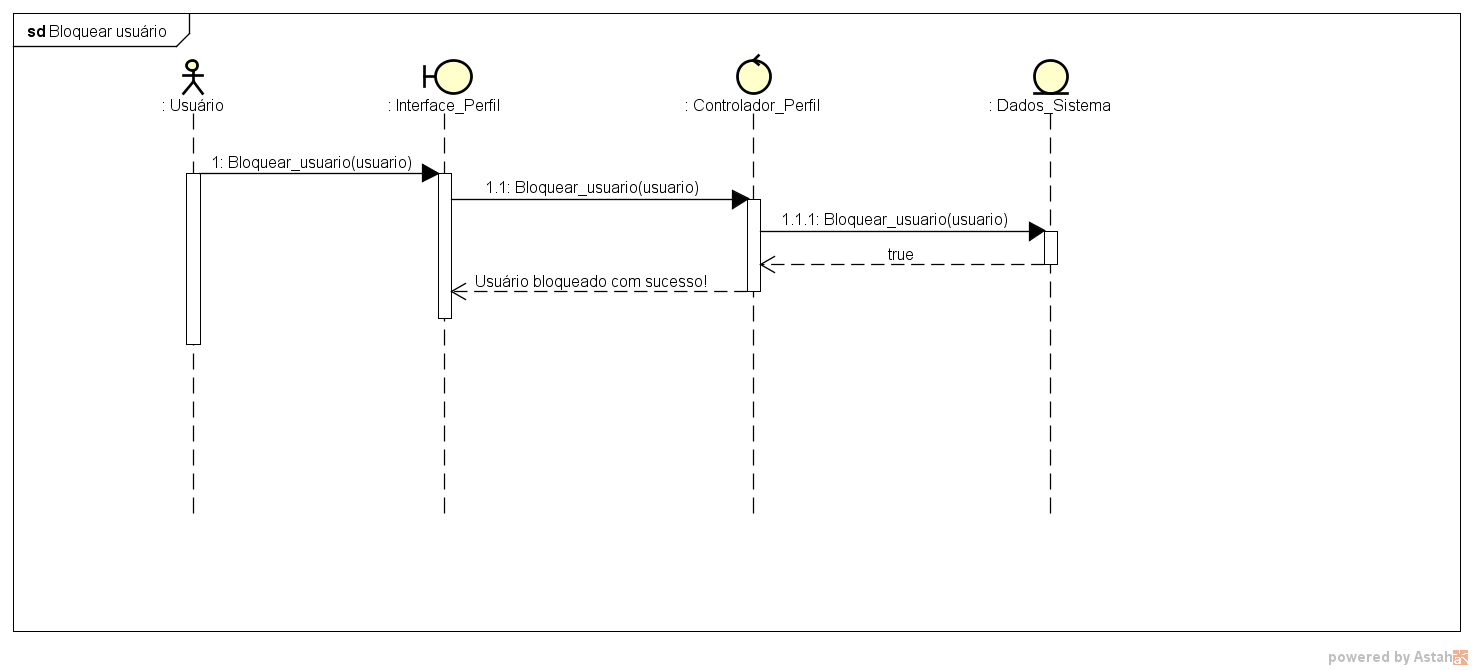 sd Bloquear usuário
: Usuário
: Interface_Perfil
: Controlador_Perfil
: Dados_Sistema
1: Bloquear_usuario(usuario)
1.1: Bloquear_usuario(usuario)
1.1.1: Bloquear_usuario(usuario)
true
Usuário bloqueado com sucesso!
powered by Astah